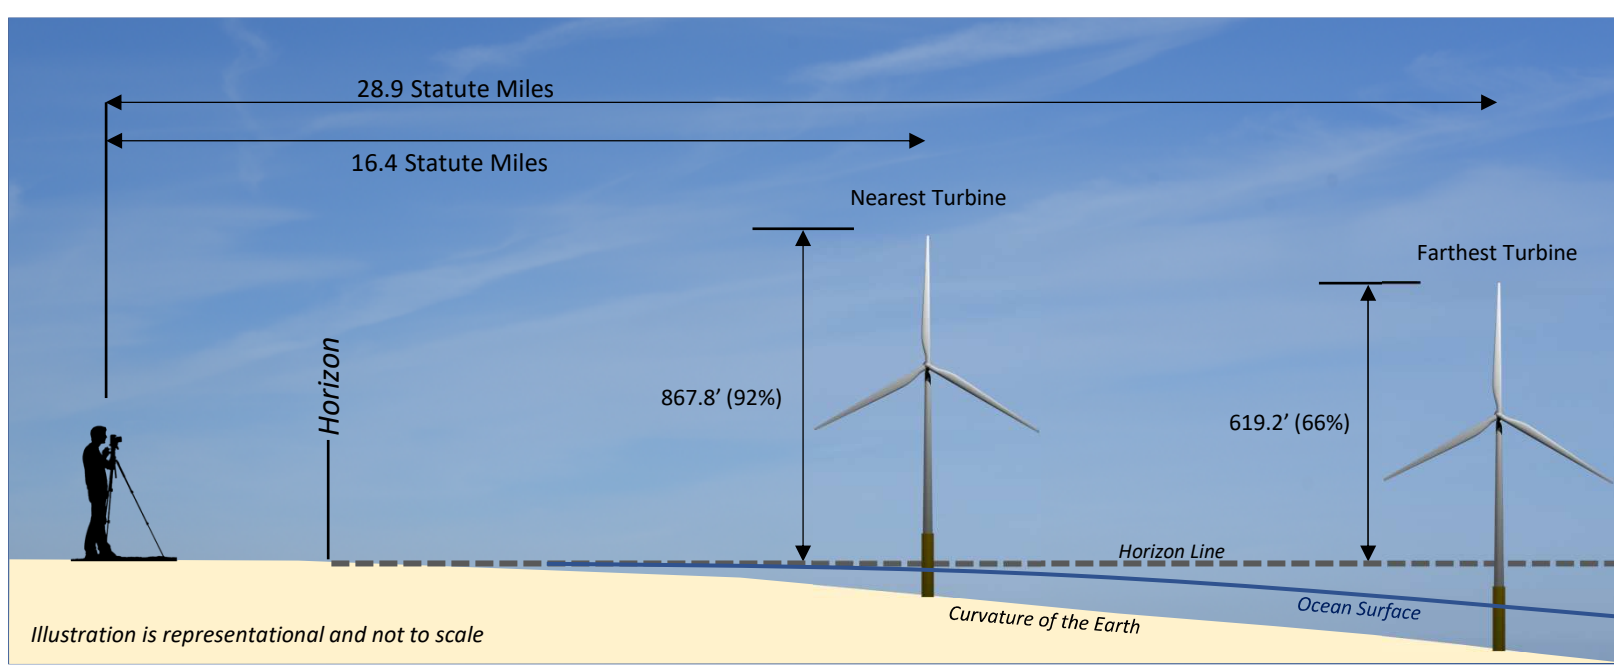 28.9 Statute Miles
16.4 Statute Miles
Nearest Turbine
Farthest Turbine
Horizon
867.8’ (92%)
619.2’ (66%)
Horizon Line
Ocean Surface
Curvature of the Earth
Illustration is representational and not to scale